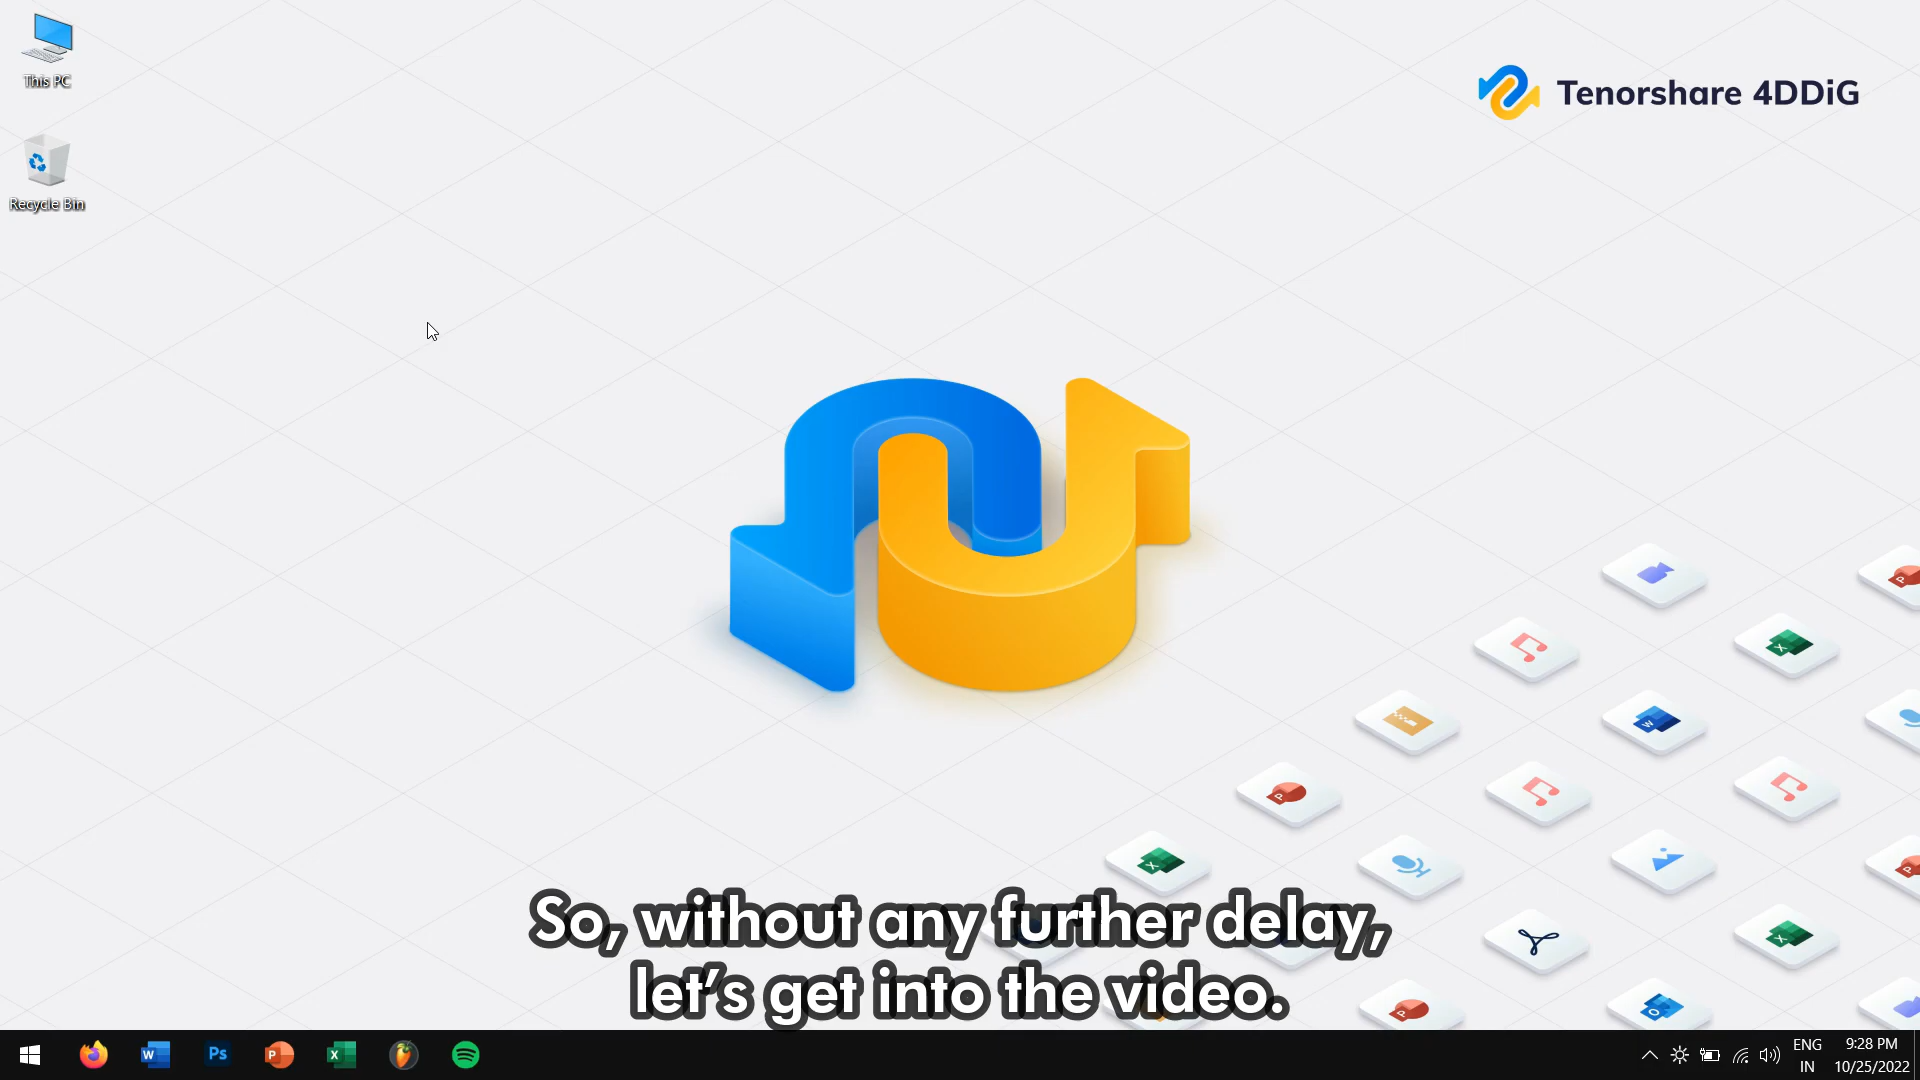 This PC
Tenorshare 4DDiG
Recycle Bin
So, without any further delay,
let's get into the video.
ENG
IN
9:28 PM
10/25/2022